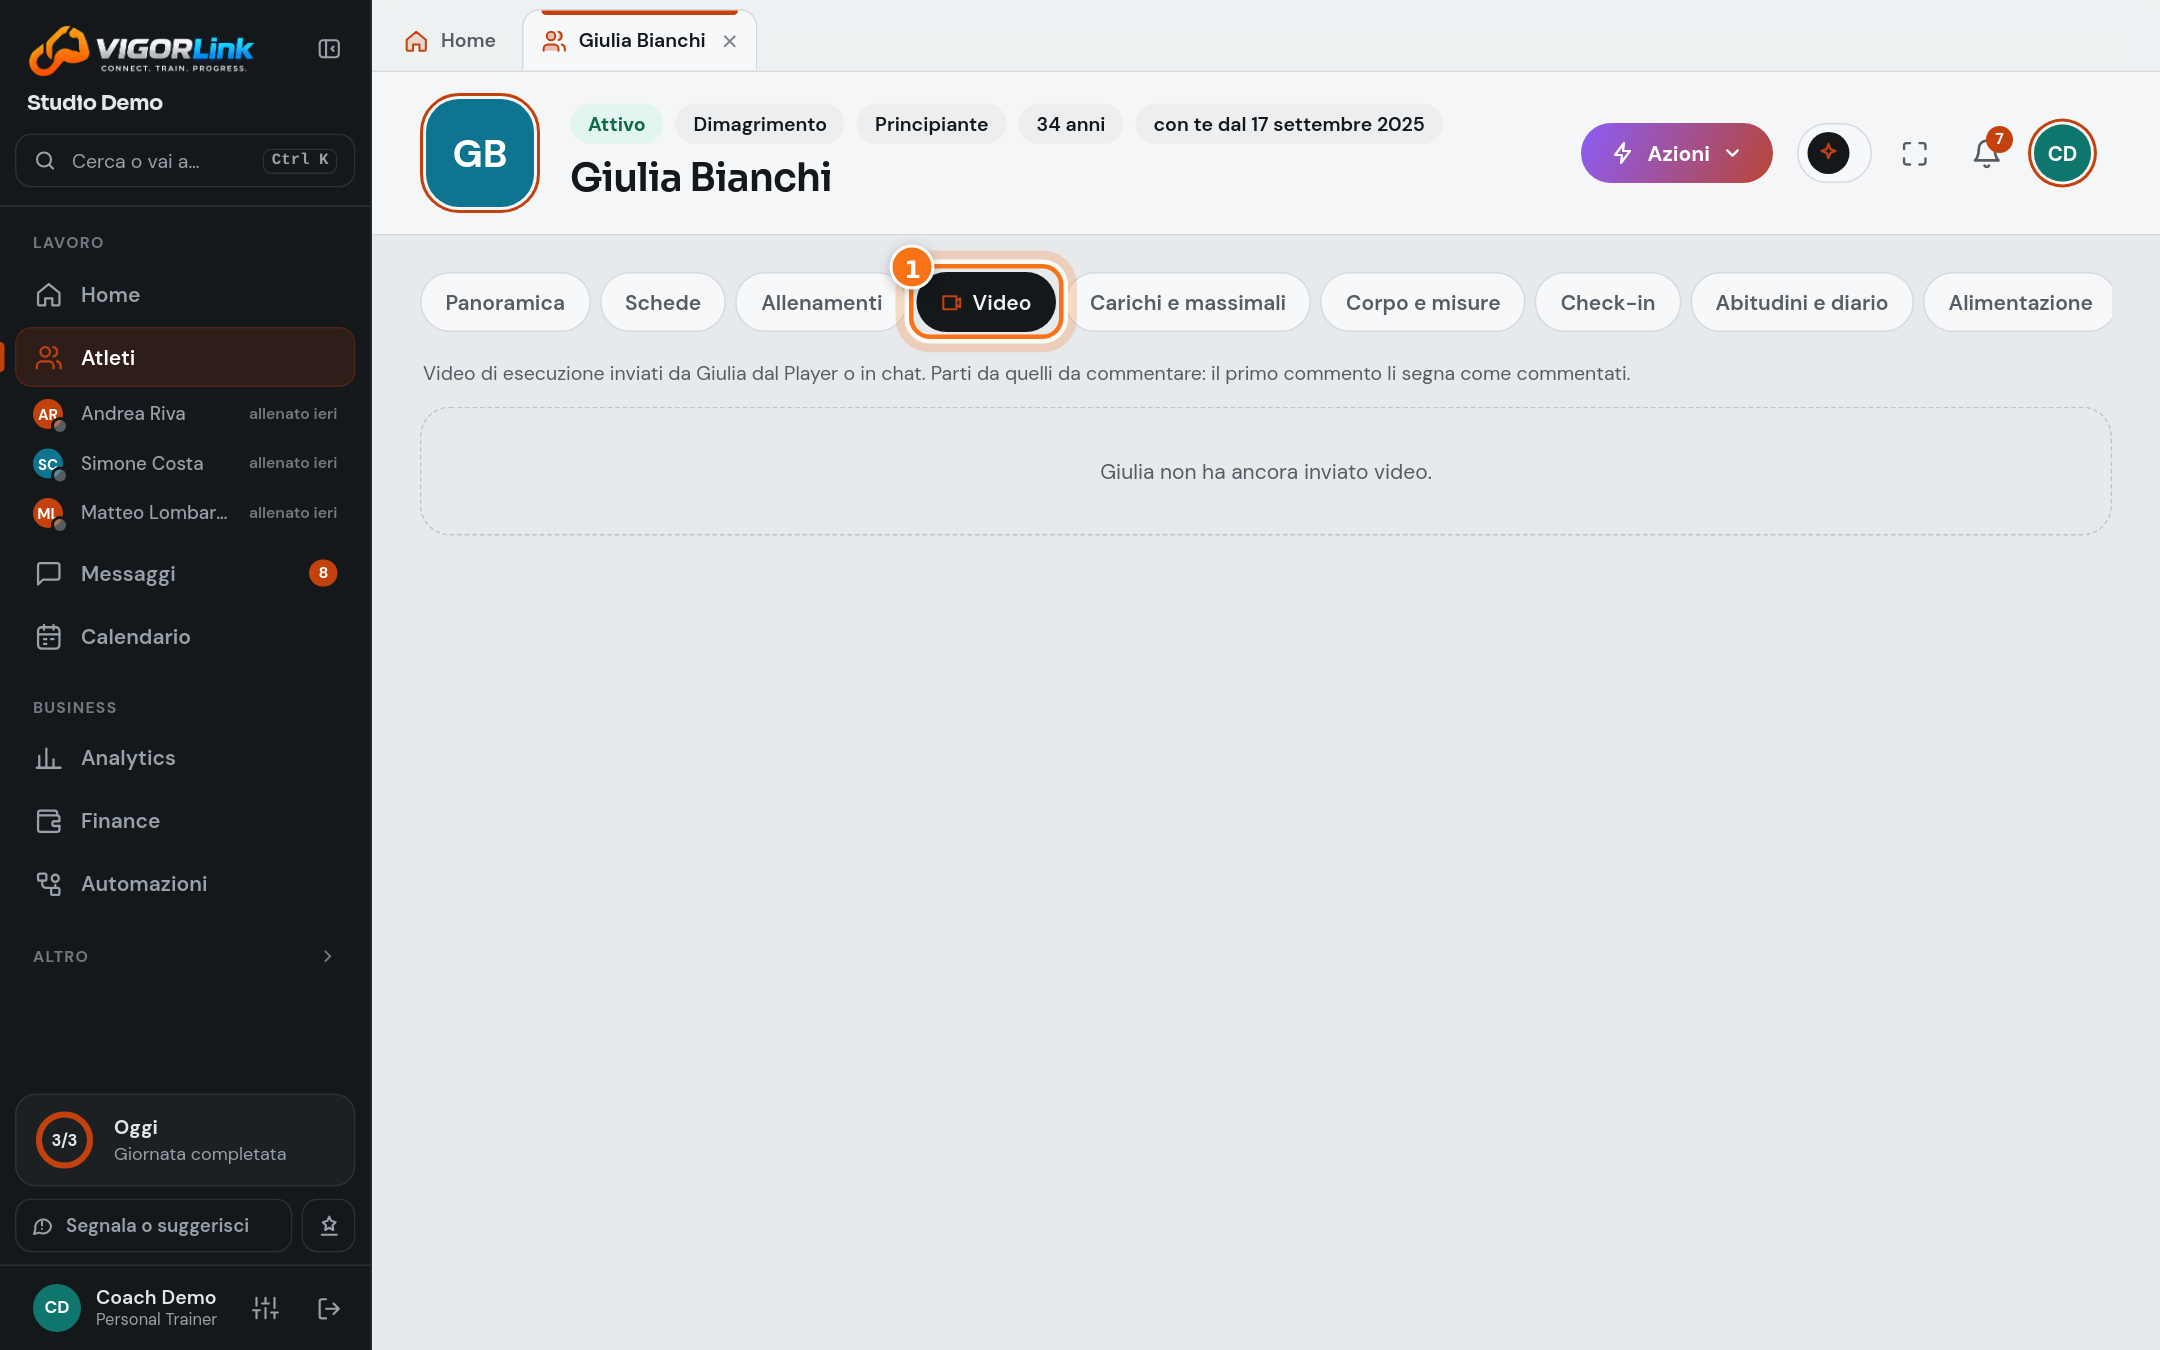 VIGORLink
CONNECT. TRAIN. PROGRESS.
Studio Demo
Cerca o vai a...
Ctrl K
LAVORO
Home
Atleti
AR
Andrea Riva
allenato ieri
SC
Simone Costa
allenato ieri
Matteo Lombar...
allenato ieri
Messaggi
8
Calendario
BUSINESS
Analytics
Finance
Automazioni
ALTRO
3/3
Oggi
Giornata completata
Segnala o suggerisci
CD
Coach Demo
Personal Trainer
Home
Giulia Bianchi
GB
Attivo
Dimagrimento
Principiante
34 anni
con te dal 17 settembre 2025
Giulia Bianchi
Azioni
7
CD
1
Panoramica
Schede
Allenamenti
Video
Carichi e massimali
Corpo e misure
Check-in
Abitudini e diario
Alimentazione
Video di esecuzione inviati da Giulia dal Player o in chat. Parti da quelli da commentare: il primo commento li segna come commentati.
Giulia non ha ancora inviato video.